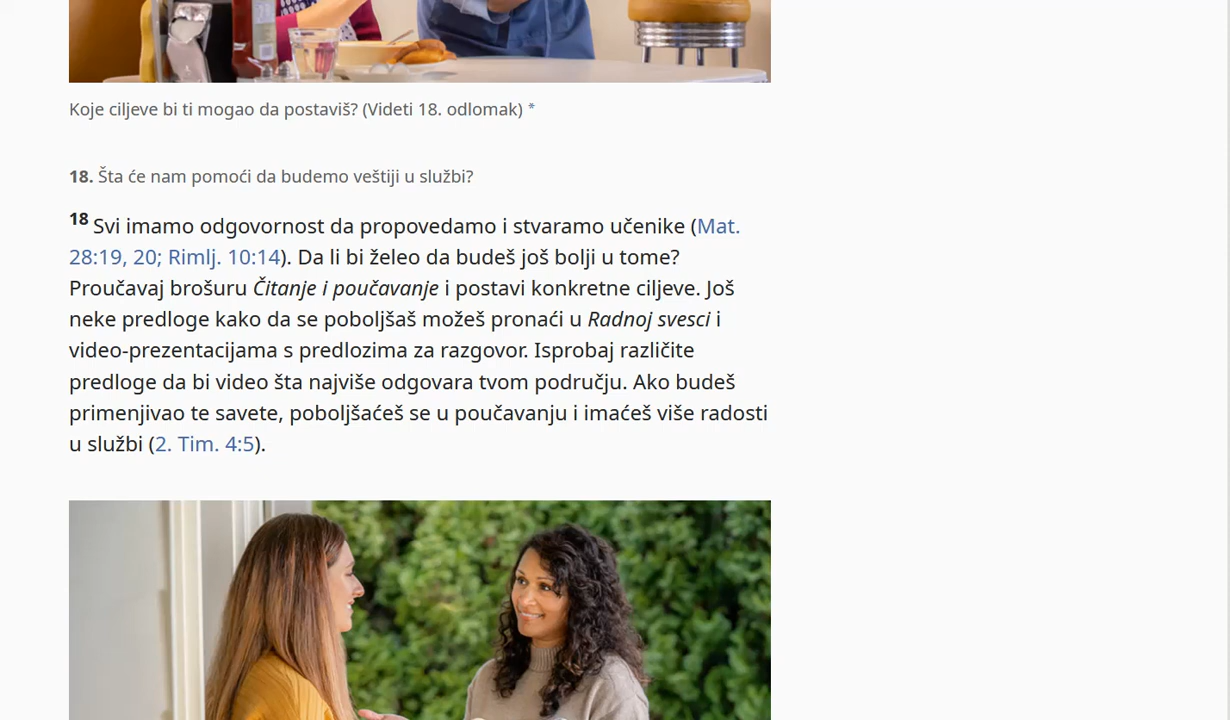 Koje ciljeve bi ti mogao da postaviš? (Videti 18. odlomak) *
18. Šta će nam pomoći da budemo veštiji u službi?
18 Svi imamo odgovornost da propovedamo i stvaramo učenike (Mat.
28:19, 20; Rimlj. 10:14). Da li bi želeo da budeš još bolji u tome?
Proučavaj brošuru Čitanje i poučavanje i postavi konkretne ciljeve. Još
neke predloge kako da se poboljšaš možeš pronaći u Radnoj svesci i
video-prezentacijama s predlozima za razgovor. Isprobaj različite
predloge da bi video šta najviše odgovara tvom području. Ako budeš
primenjivao te savete, poboljšaćeš se u poučavanju i imaćeš više radosti
u službi (2. Tim. 4:5).